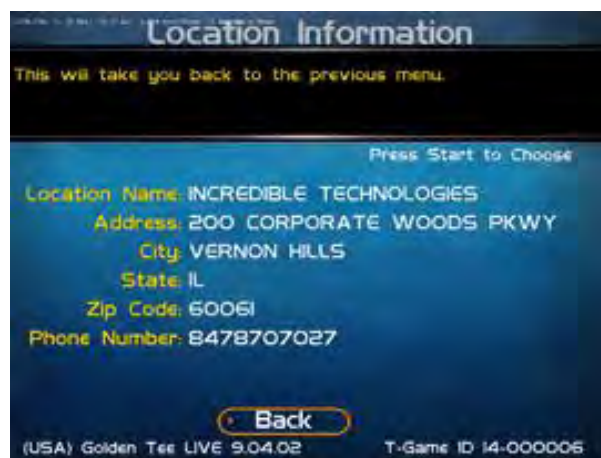 Location Information
This will take you back to the previous menu.
Press Start to Choose
Location Name: INCREDIBLE TECHNOLOGIES
Address: 200 CORPORATE WOODS PKWY
City: VERNON HILLS
State: IL
Zip Code: 60061
Phone Number: 8478707027
Back
(USA) Golden Tee LIVE 9.04.02 T-Game ID 14-000006